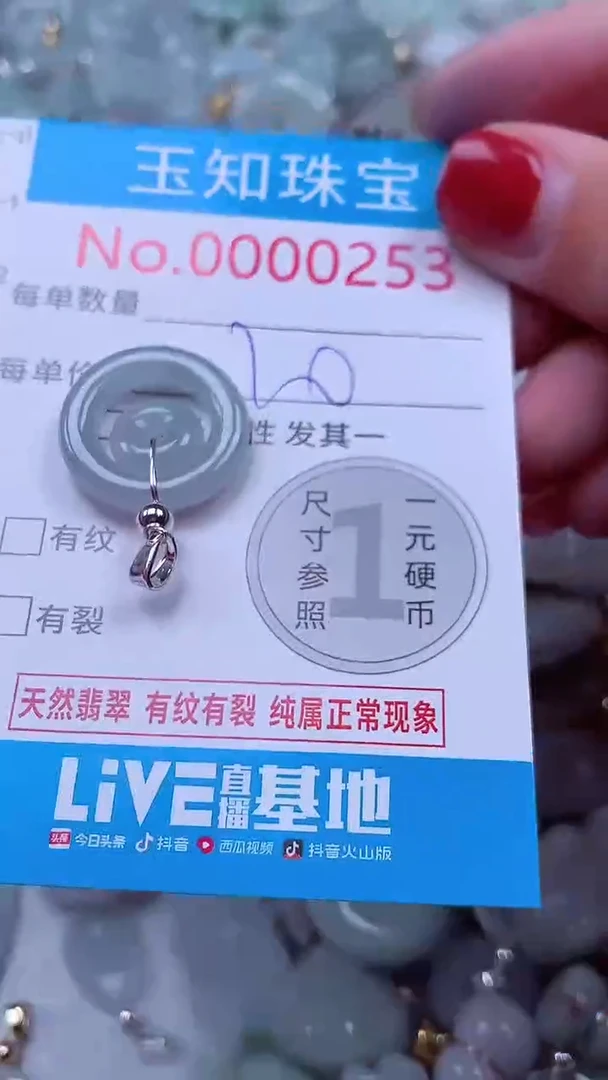 玉知珠宝
No.0000253
每单数量
每单价
20
性 发其一
尺寸参照
1
一元硬币
有纹
有裂
天然翡翠 有纹有裂 纯属正常现象
LiVE直播基地
头条 今日头条 抖音 西瓜视频 抖音火山版